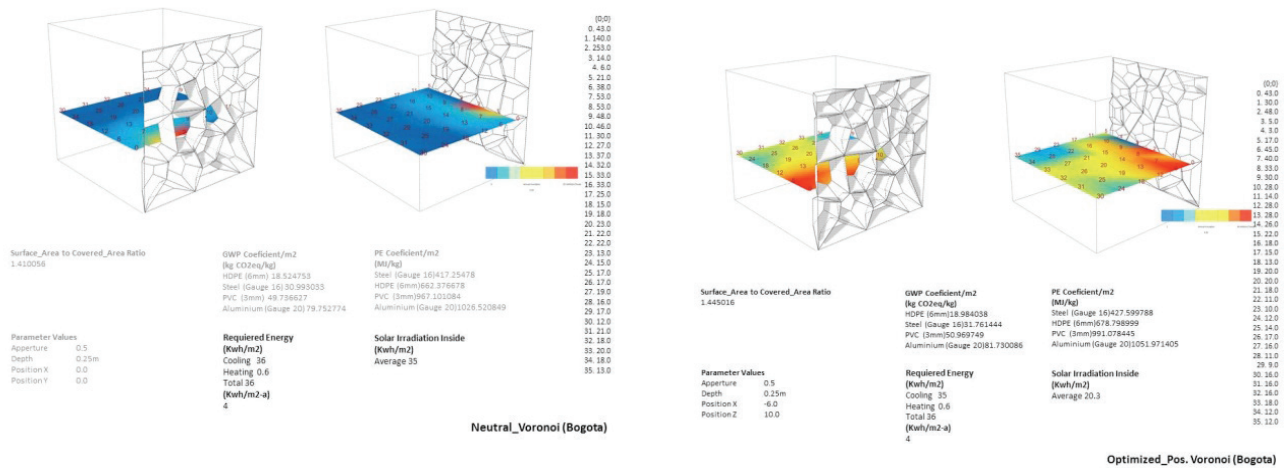 (0;0)
0. 43.0
1. 140.0
2. 253.0
3. 14.0
4. 6.0
5. 21.0
6. 38.0
7. 53.0
8. 53.0
9. 48.0
10. 46.0
11. 30.0
12. 27.0
13. 37.0
14. 32.0
15. 33.0
16. 33.0
17. 25.0
18. 15.0
19. 18.0
20. 23.0
21. 22.0
22. 22.0
23. 13.0
24. 15.0
25. 17.0
26. 17.0
27. 19.0
28. 16.0
29. 17.0
30. 12.0
31. 21.0
32. 18.0
33. 20.0
34. 18.0
35. 13.0
Surface_Area to Covered_Area Ratio
1.410056
GWP Coeficient/m2
(kg CO2eq/kg)
HDPE (6mm) 18.524753
Steel (Gauge 16) 30.993033
PVC (3mm) 49.736627
Aluminium (Gauge 20) 79.752774
PE Coeficient/m2
(MJ/kg)
Steel (Gauge 16)417.25478
HDPE (6mm)662.376678
PVC (3mm)967.101084
Aluminium (Gauge 20)1026.520849
Parameter Values
Apperture 0.5
Depth 0.25m
Position X 0.0
Position Y 0.0
Requiered Energy
(Kwh/m2)
Cooling 36
Heating 0.6
Total 36
(Kwh/m2-a)
4
Solar Irradiation Inside
(Kwh/m2)
Average 35
Neutral_Voronoi (Bogota)
(0;0)
0. 43.0
1. 30.0
2. 48.0
3. 5.0
4. 3.0
5. 17.0
6. 45.0
7. 40.0
8. 33.0
9. 30.0
10. 28.0
11. 14.0
12. 28.0
13. 28.0
14. 26.0
15. 22.0
16. 18.0
17. 15.0
18. 13.0
19. 20.0
20. 20.0
21. 18.0
22. 11.0
23. 10.0
24. 12.0
25. 14.0
26. 17.0
27. 16.0
28. 11.0
29. 9.0
30. 16.0
31. 16.0
32. 16.0
33. 18.0
34. 12.0
35. 12.0
Surface_Area to Covered_Area Ratio
1.445016
GWP Coeficient/m2
(kg CO2eq/kg)
HDPE (6mm)18.984038
Steel (Gauge 16)31.761444
PVC (3mm)50.969749
Aluminium (Gauge 20)81.730086
PE Coeficient/m2
(MJ/kg)
Steel (Gauge 16)427.599788
HDPE (6mm)678.798999
PVC (3mm)991.078445
Aluminium (Gauge 20)1051.971405
Parameter Values
Apperture 0.5
Depth 0.25m
Position X -6.0
Position Z 10.0
Requiered Energy
(Kwh/m2)
Cooling 35
Heating 0.6
Total 36
(Kwh/m2-a)
4
Solar Irradiation Inside
(Kwh/m2)
Average 20.3
Optimized_Pos. Voronoi (Bogota)